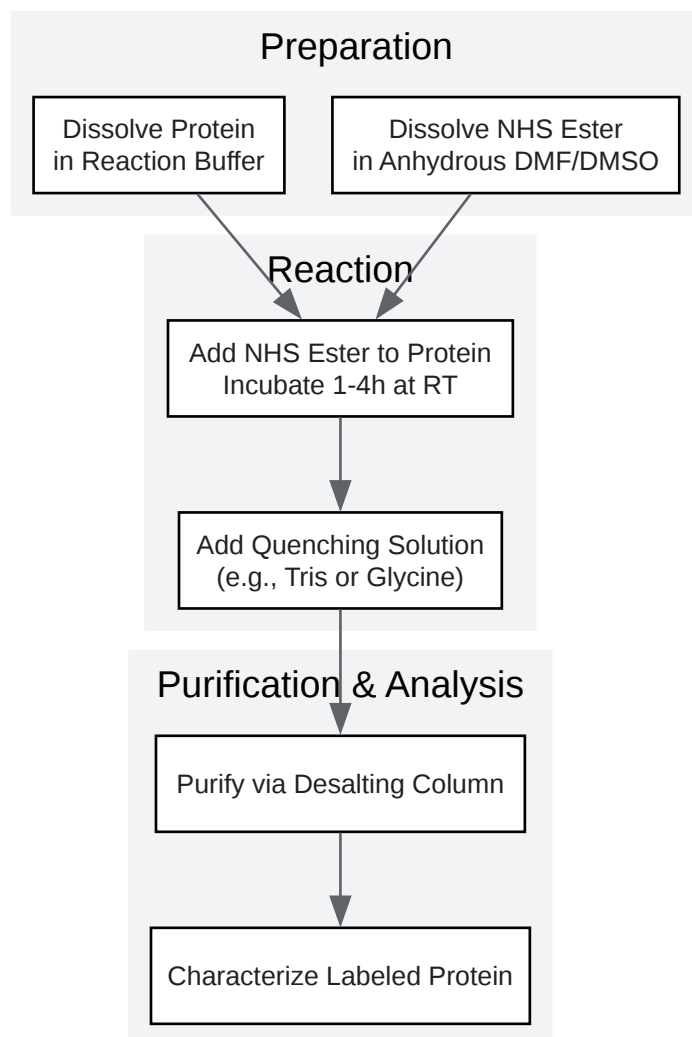 Preparation
Dissolve Protein
in Reaction Buffer
Dissolve NHS Ester
in Anhydrous DMF/DMSO
Reaction
Add NHS Ester to Protein
Incubate 1-4h at RT
Add Quenching Solution
(e.g., Tris or Glycine)
Purification & Analysis
Purify via Desalting Column
Characterize Labeled Protein